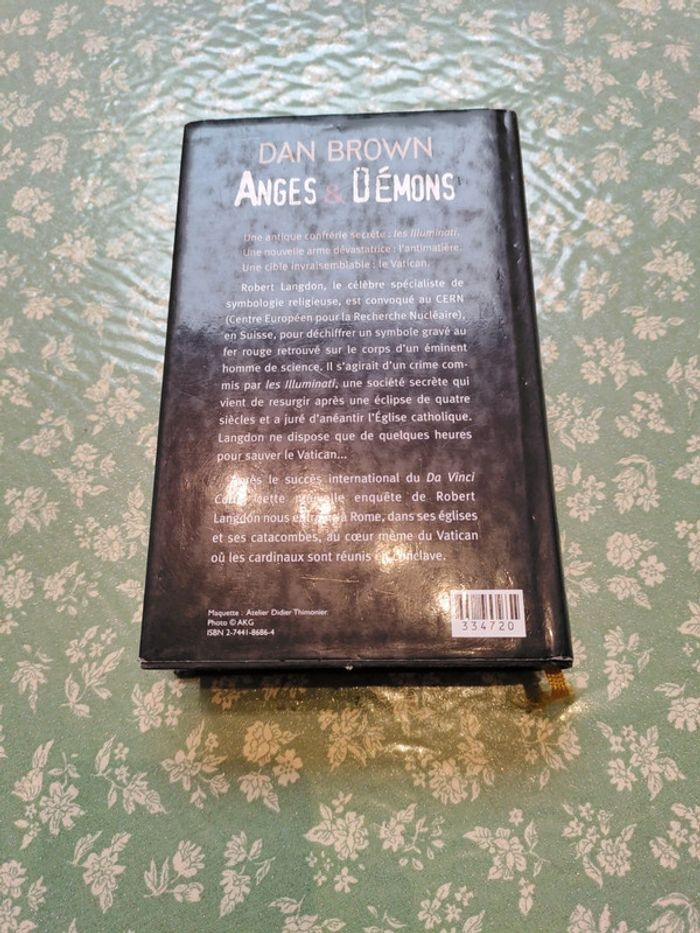 DAN BROWN
ANGES & DÉMONS
Une antique confrérie secrète : les Illuminati.
Une nouvelle arme dévastatrice : l'antimatière.
Une cible invraisemblable : le Vatican.
Robert Langdon, le célèbre spécialiste de
symbologie religieuse, est convoqué au CERN
(Centre Européen pour la Recherche Nucléaire),
en Suisse, pour déchiffrer un symbole gravé au
fer rouge retrouvé sur le corps d'un éminent
homme de science. Il s'agirait d'un crime com-
mis par les Illuminati, une société secrète qui
vient de resurgir après une éclipse de quatre
siècles et a juré d'anéantir l'Église catholique.
Langdon ne dispose que de quelques heures
pour sauver le Vatican...
Après le succès international du Da Vinci
cette nouvelle enquête de Robert
Langdon nous à Rome, dans ses églises
et ses catacombes, au cœur même du Vatican
où les cardinaux sont réunis en conclave.
Maquette : Atelier Didier Thimonier.
Photo © AKG
ISBN 2-7441-8686-4
334720